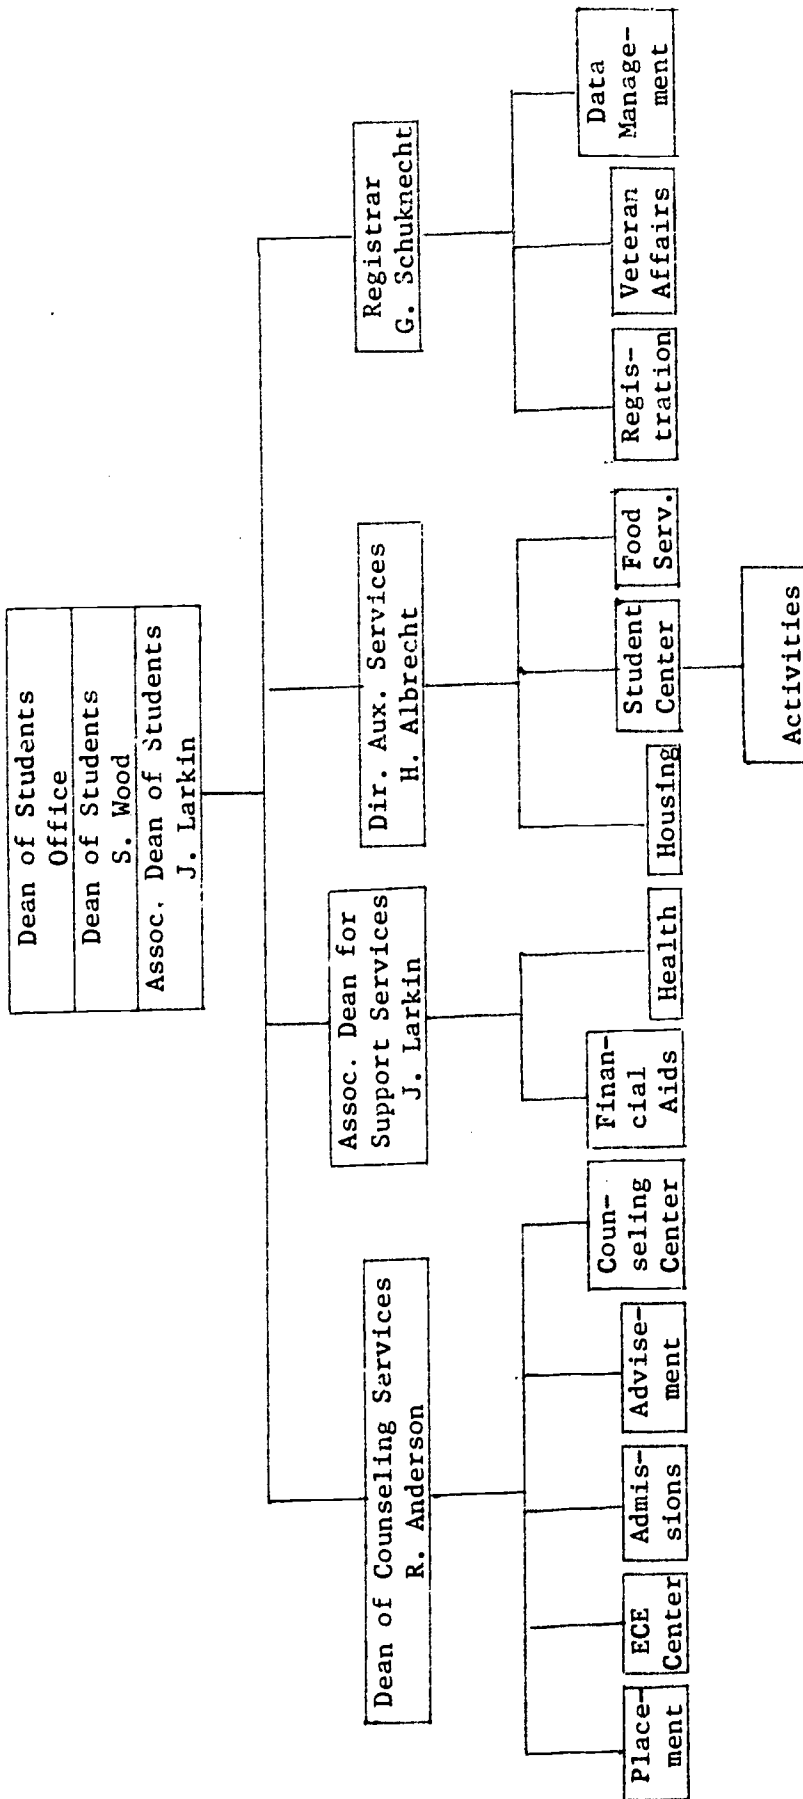 Dean of Students
Office
Dean of Students
S. Wood
Assoc. Dean of Students
J. Larkin
Dean of Counseling Services
R. Anderson
Assoc. Dean for
Support Services
J. Larkin
Dir. Aux. Services
H. Albrecht
Registrar
G. Schuknecht
Place-
ment
ECE
Center
Admis-
sions
Advise-
ment
Coun-
seling
Center
Finan-
cial
Aids
Health
Housing
Student
Center
Food
Serv.
Regis-
tration
Veteran
Affairs
Data
Manage-
ment
Activities